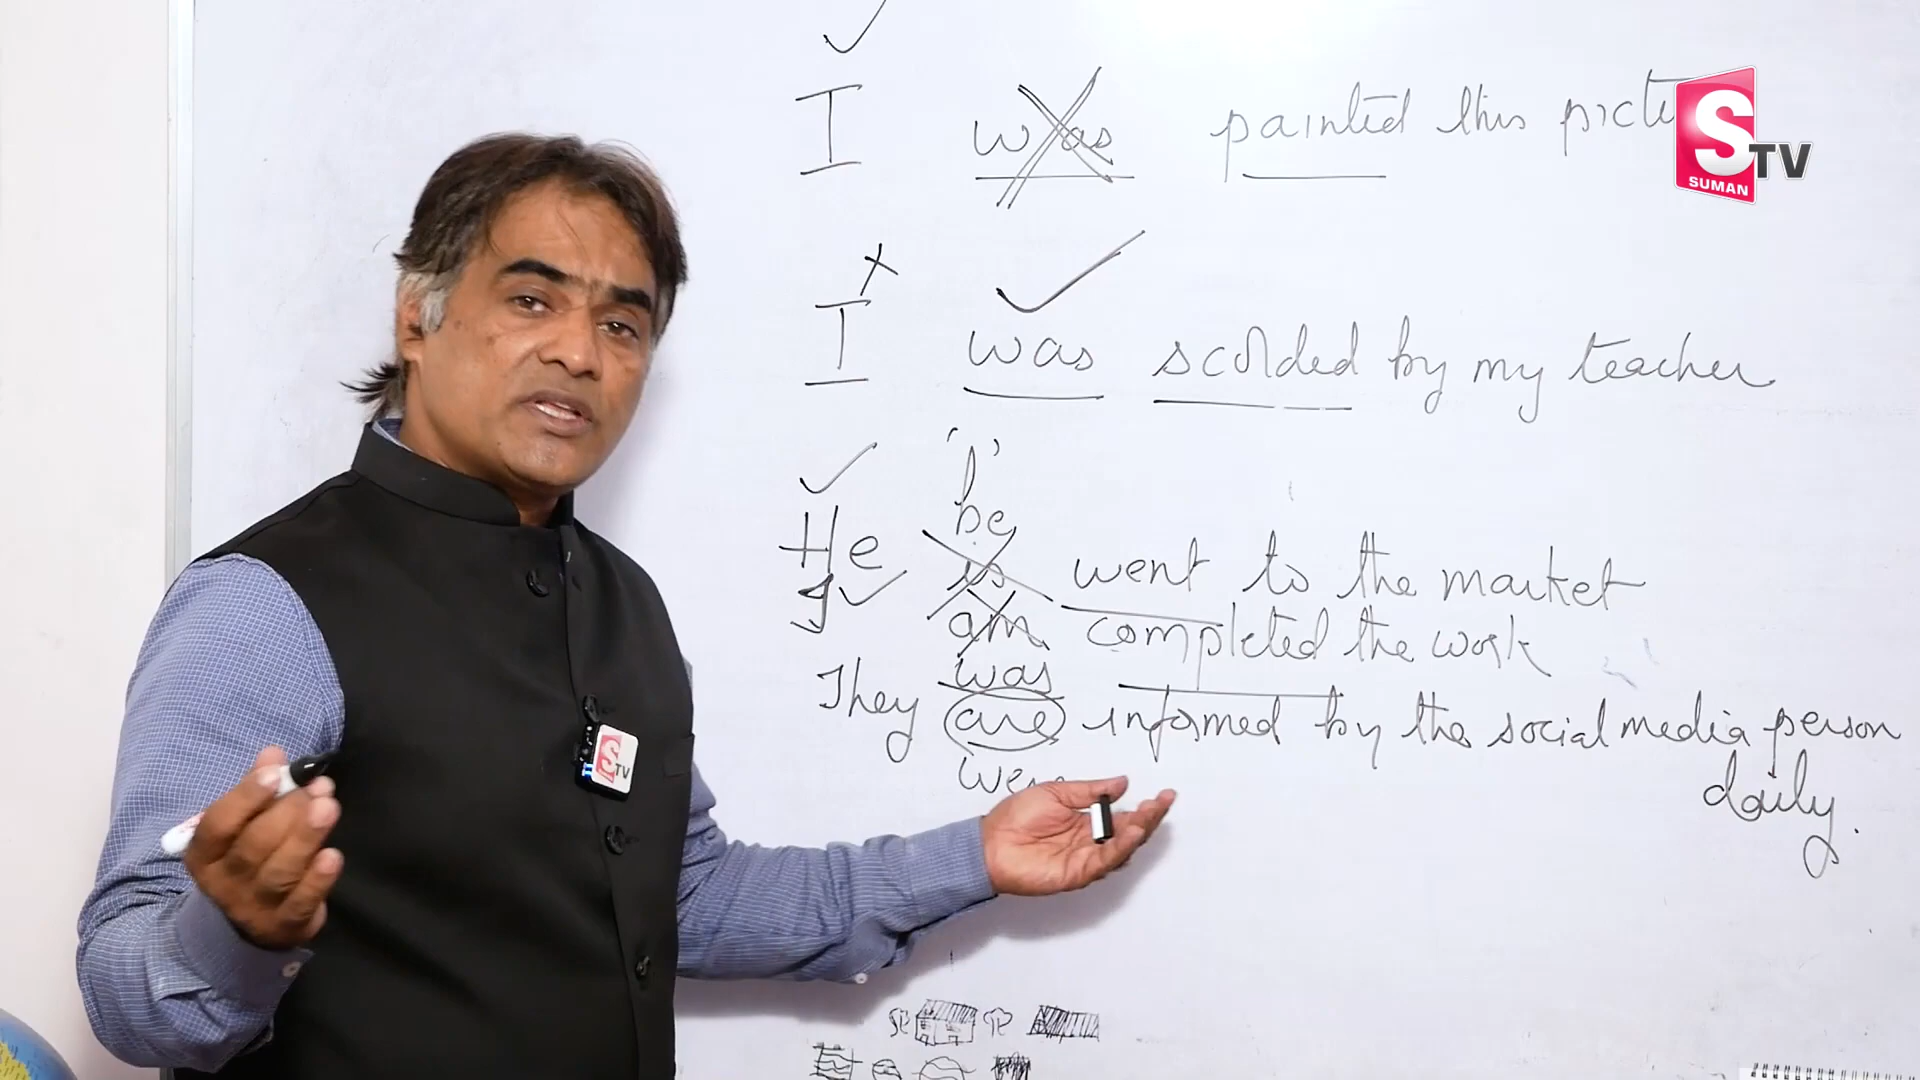 I was painted this pictu
S TV
SUMAN
I was scolded by my teacher
'be'
He is went to the market
I am completed the work
was
They are informed by the social media person
daily.
wer
S TV